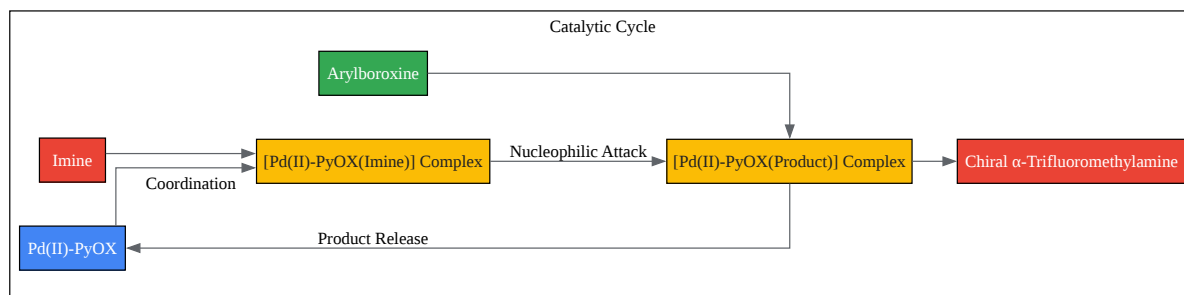 Catalytic Cycle
Arylboroxine
Imine
[Pd(II)-PyOX(Imine)] Complex
Nucleophilic Attack
[Pd(II)-PyOX(Product)] Complex
Chiral α-Trifluoromethylamine
Coordination
Pd(II)-PyOX
Product Release